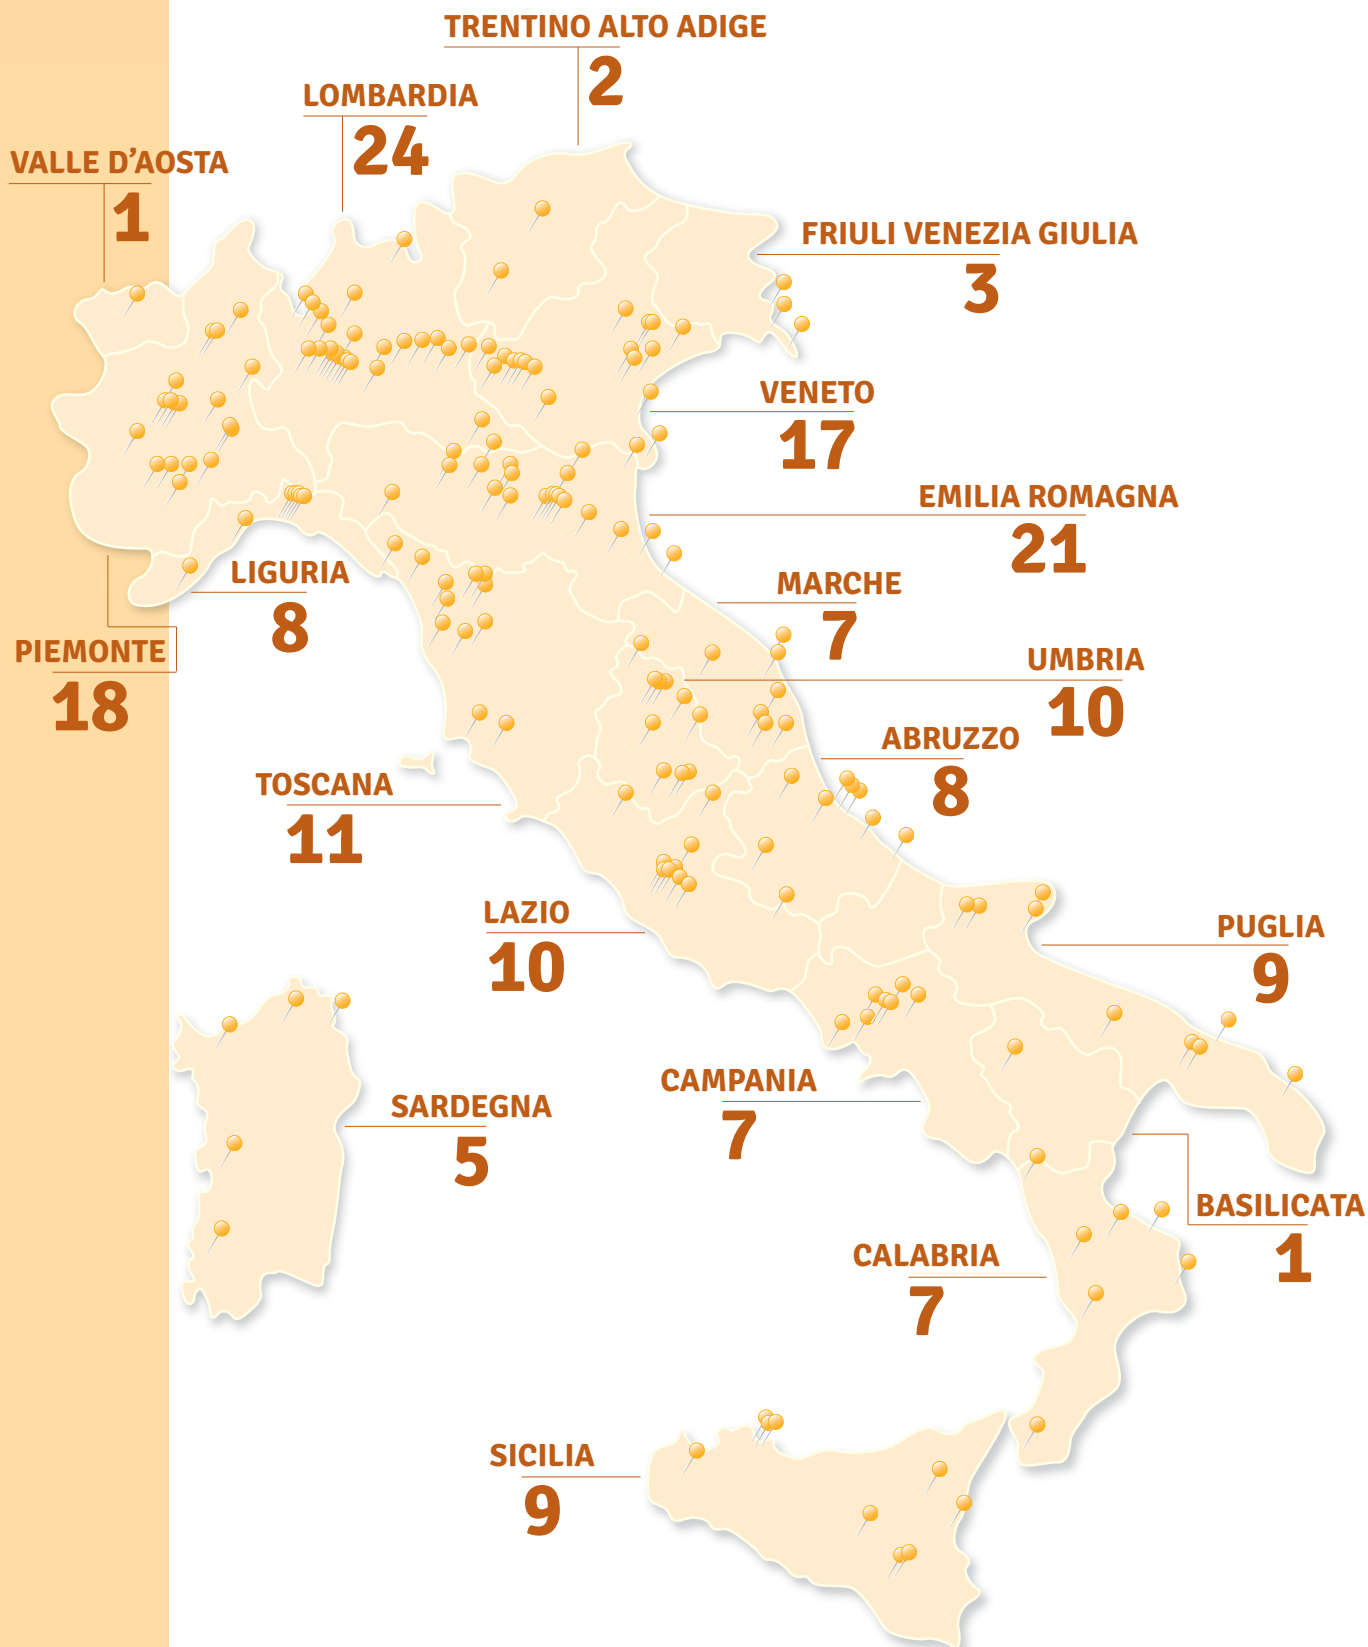 TRENTINO ALTO ADIGE
2
LOMBARDIA
24
VALLE D'AOSTA
1
FRIULI VENEZIA GIULIA
3
VENETO
17
EMILIA ROMAGNA
21
LIGURIA
8
MARCHE
7
PIEMONTE
18
UMBRIA
10
ABRUZZO
8
TOSCANA
11
LAZIO
10
PUGLIA
9
CAMPANIA
7
SARDEGNA
5
BASILICATA
1
CALABRIA
7
SICILIA
9